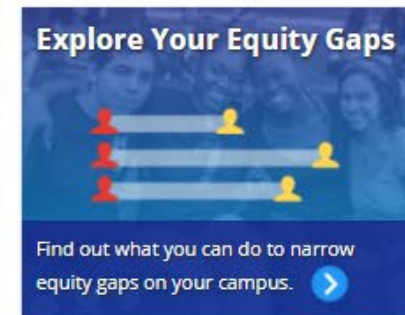 Explore Your Equity Gaps
Find out what you can do to narrow
equity gaps on your campus.